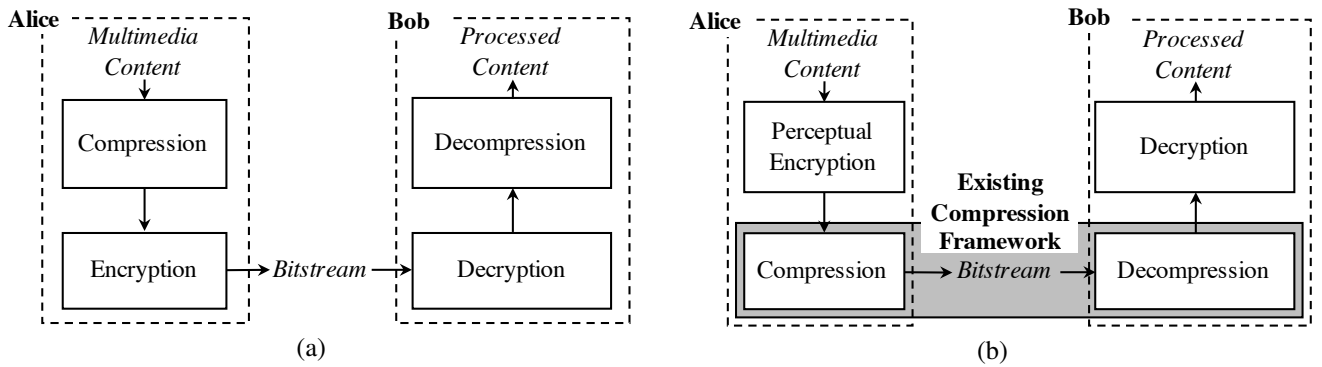 Alice
Multimedia
Content
Compression
Encryption
Bitstream
Bob
Processed
Content
Decompression
Decryption
(a)
Alice
Multimedia
Content
Perceptual
Encryption
Compression
Existing
Compression
Framework
Bitstream
Bob
Processed
Content
Decryption
Decompression
(b)